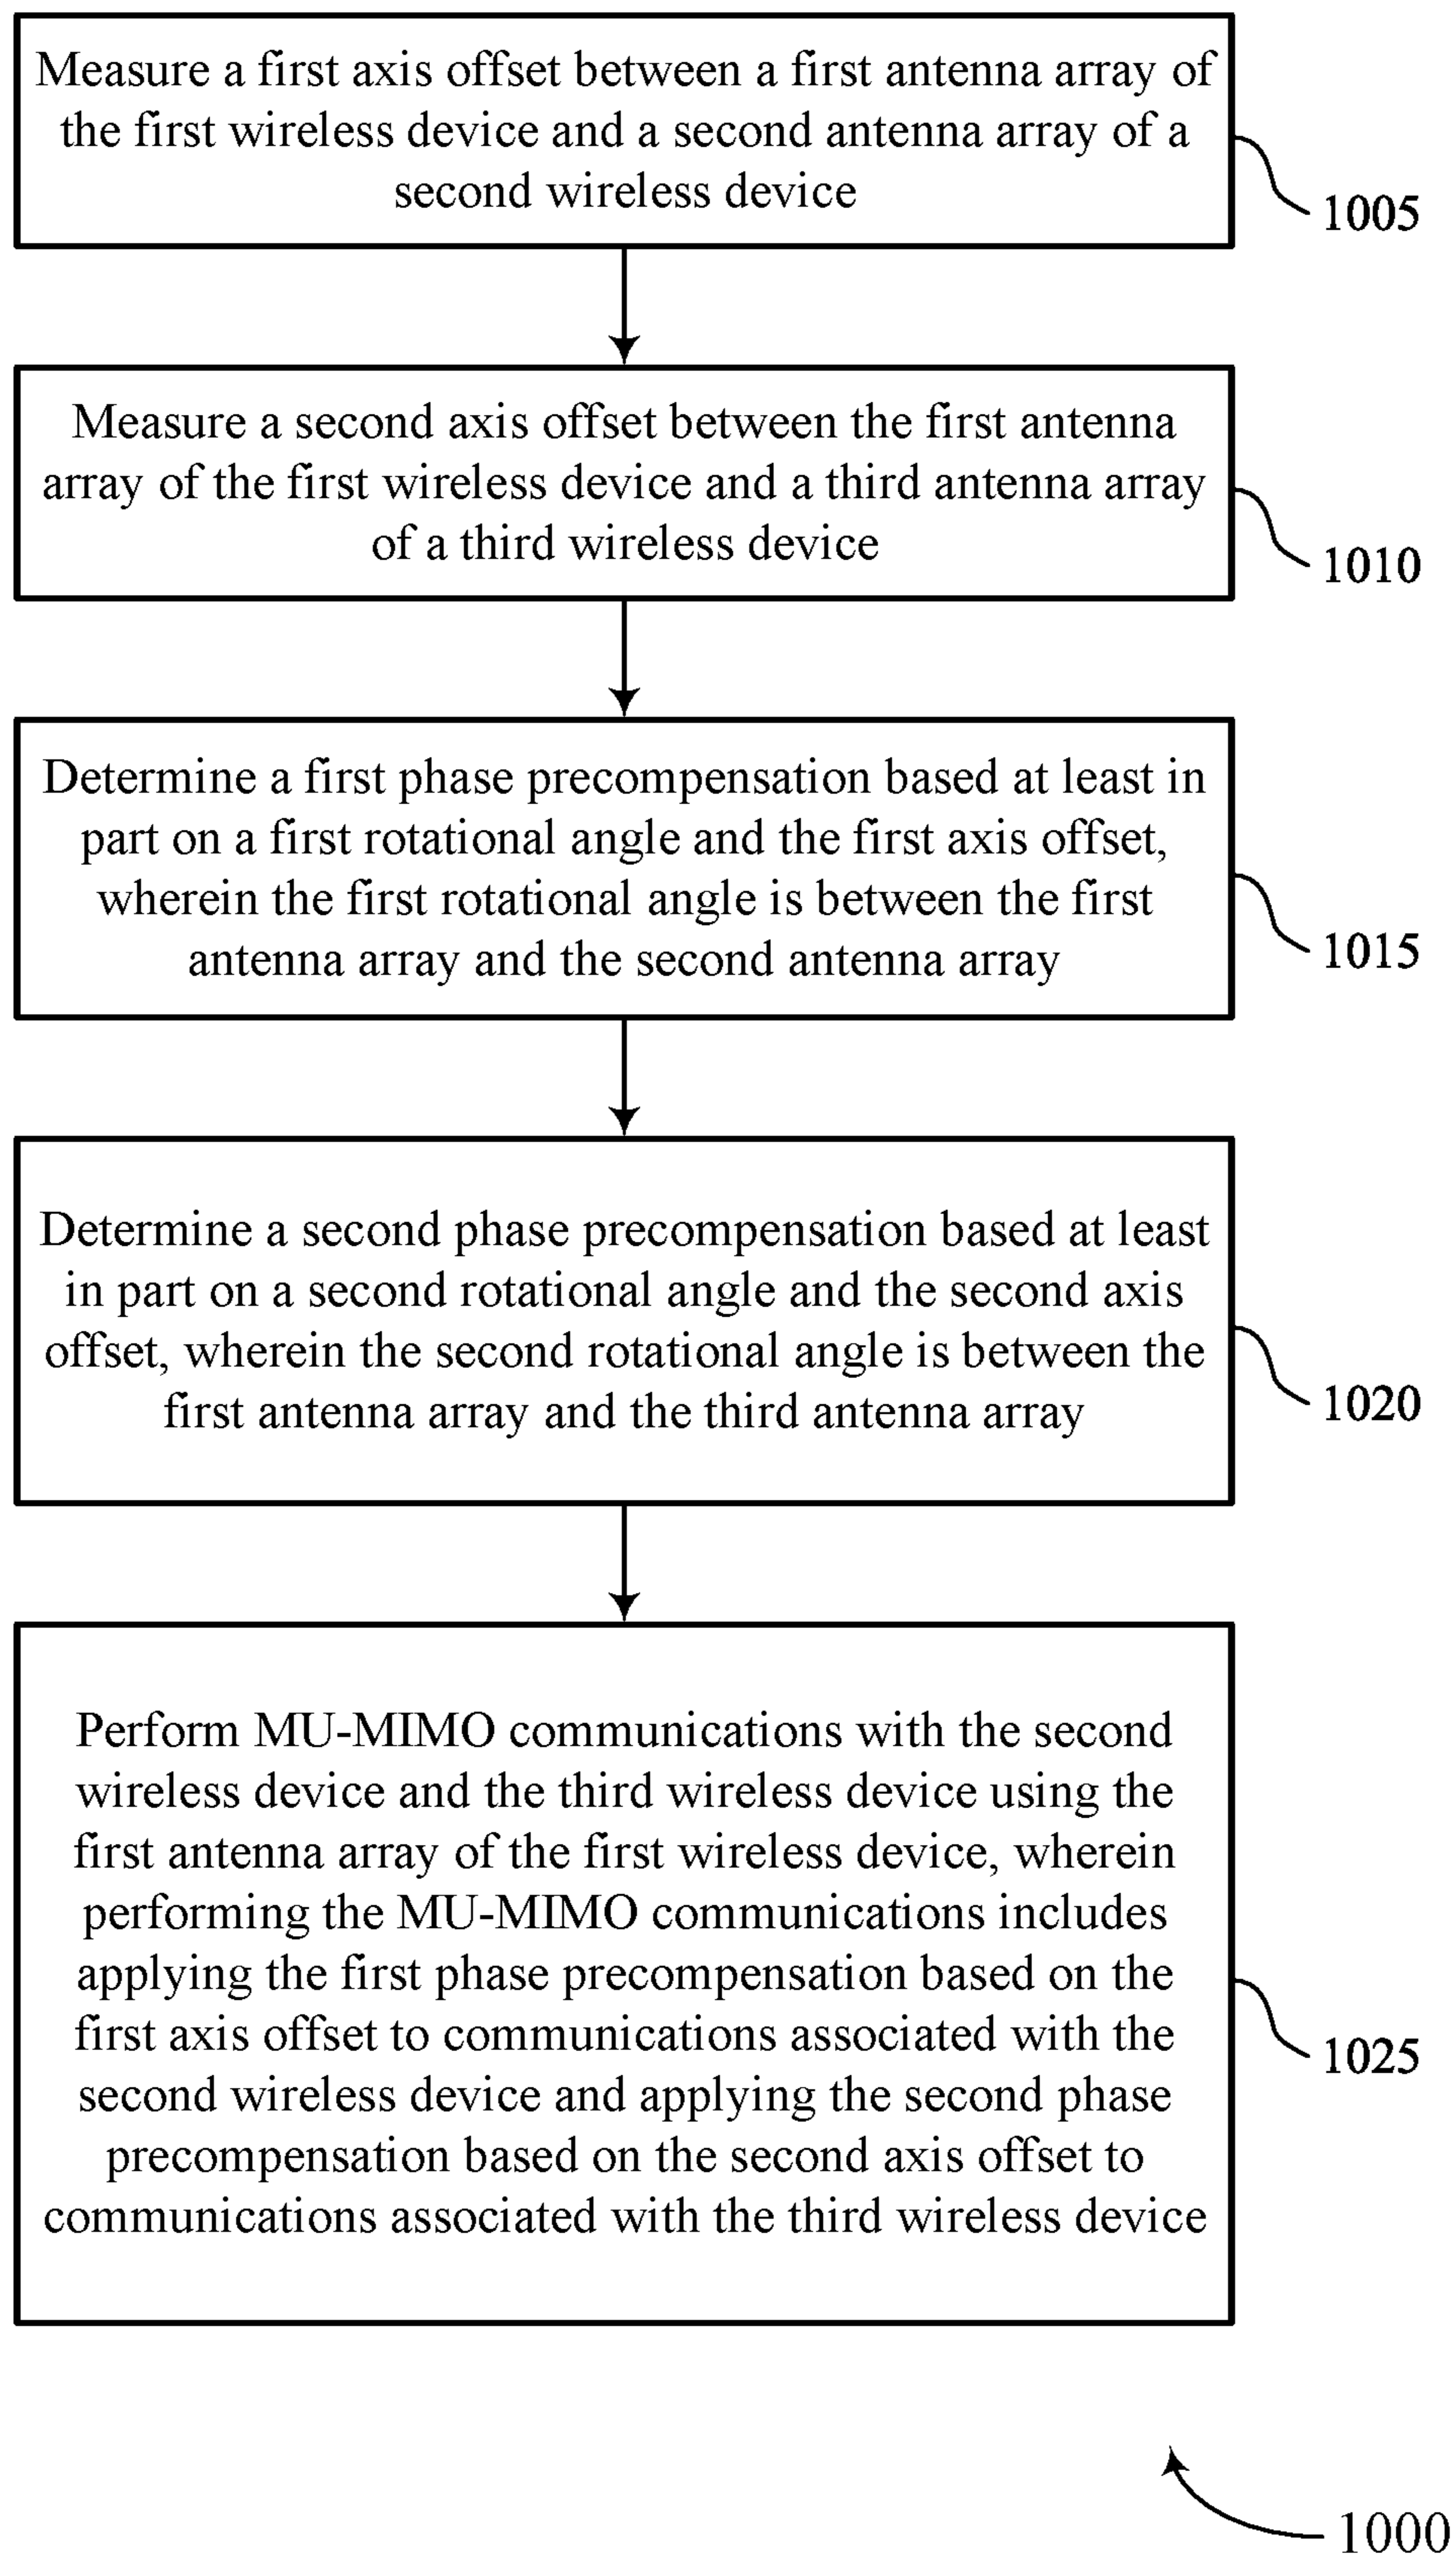 Measure a first axis offset between a first antenna array of
the first wireless device and a second antenna array of a
second wireless device
1005
Measure a second axis offset between the first antenna
array of the first wireless device and a third antenna array
of a third wireless device
1010
Determine a first phase precompensation based at least in
part on a first rotational angle and the first axis offset,
wherein the first rotational angle is between the first
antenna array and the second antenna array
1015
Determine a second phase precompensation based at least
in part on a second rotational angle and the second axis
offset, wherein the second rotational angle is between the
first antenna array and the third antenna array
1020
Perform MU-MIMO communications with the second
wireless device and the third wireless device using the
first antenna array of the first wireless device, wherein
performing the MU-MIMO communications includes
applying the first phase precompensation based on the
first axis offset to communications associated with the
second wireless device and applying the second phase
precompensation based on the second axis offset to
communications associated with the third wireless device
1025
1000